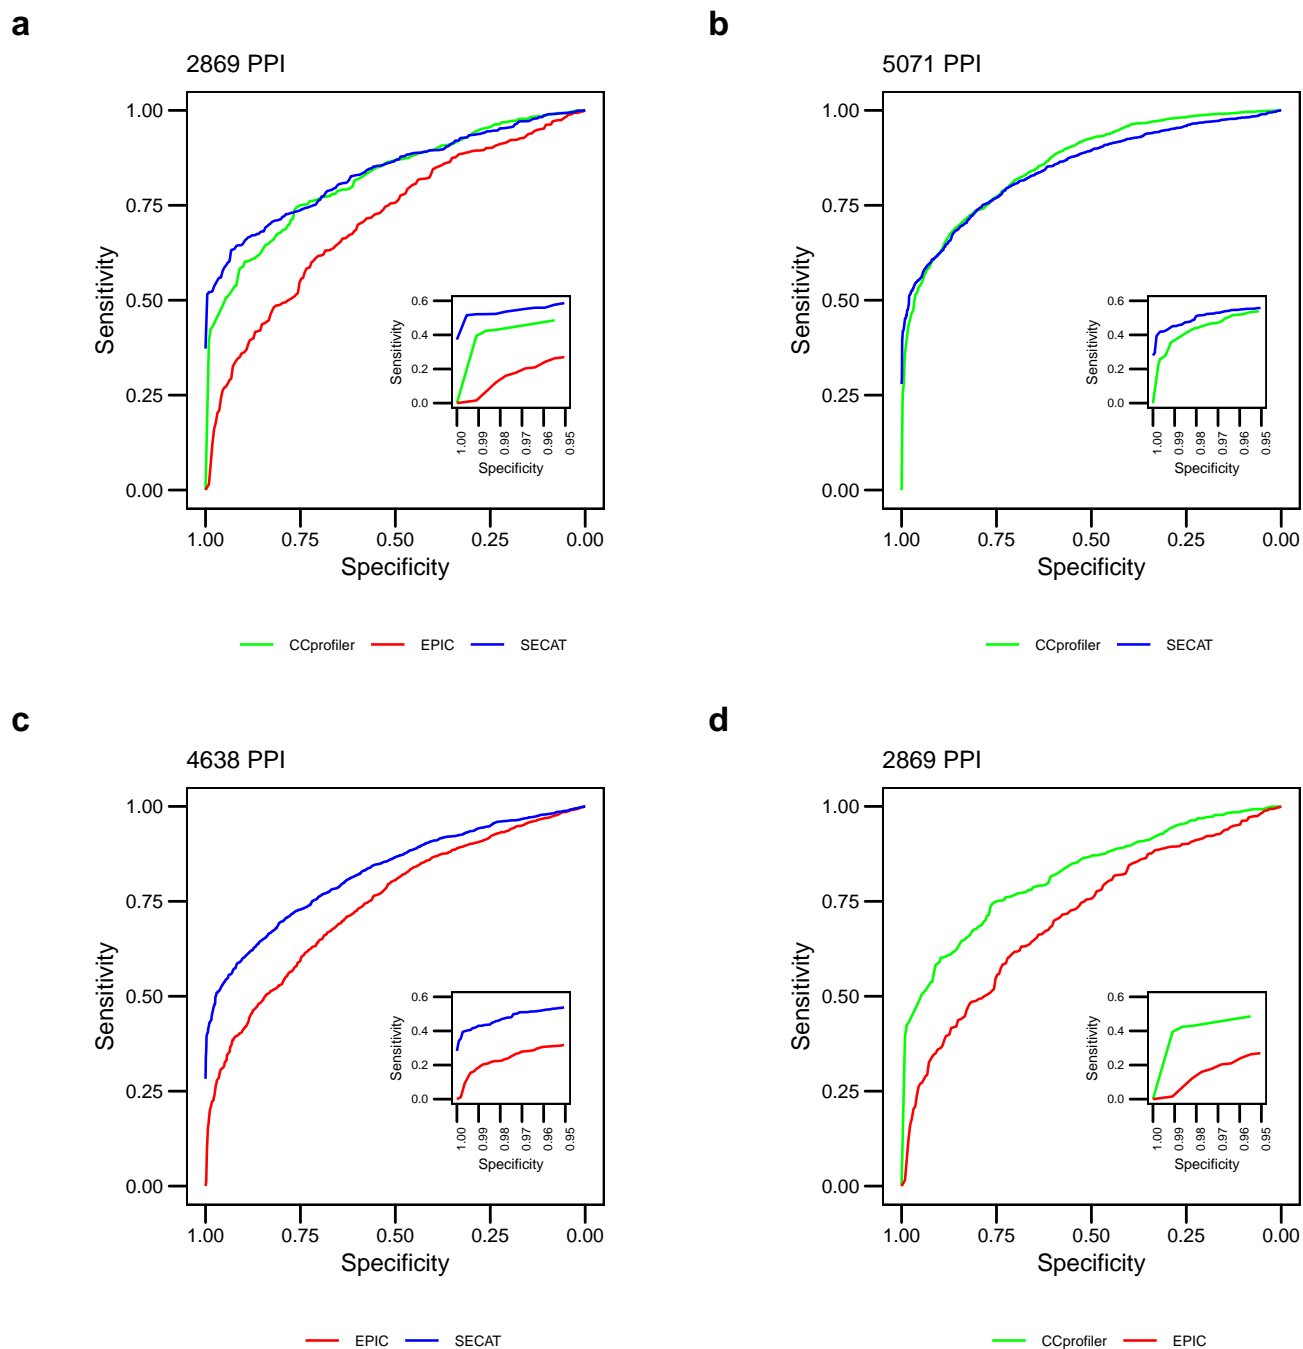 a
2869 PPI
1.00
0.75
0.50
0.25
0.00
Sensitivity
1.00 0.75 0.50 0.25 0.00
Specificity
0.6
0.4
0.2
0.0
Sensitivity
1.00 0.99 0.98 0.97 0.96 0.95
Specificity
CCprofiler EPIC SECAT
b
5071 PPI
1.00
0.75
0.50
0.25
0.00
Sensitivity
1.00 0.75 0.50 0.25 0.00
Specificity
0.6
0.4
0.2
0.0
Sensitivity
1.00 0.99 0.98 0.97 0.96 0.95
Specificity
CCprofiler SECAT
c
4638 PPI
1.00
0.75
0.50
0.25
0.00
Sensitivity
1.00 0.75 0.50 0.25 0.00
Specificity
0.6
0.4
0.2
0.0
Sensitivity
1.00 0.99 0.98 0.97 0.96 0.95
Specificity
EPIC SECAT
d
2869 PPI
1.00
0.75
0.50
0.25
0.00
Sensitivity
1.00 0.75 0.50 0.25 0.00
Specificity
0.6
0.4
0.2
0.0
Sensitivity
1.00 0.99 0.98 0.97 0.96 0.95
Specificity
CCprofiler EPIC